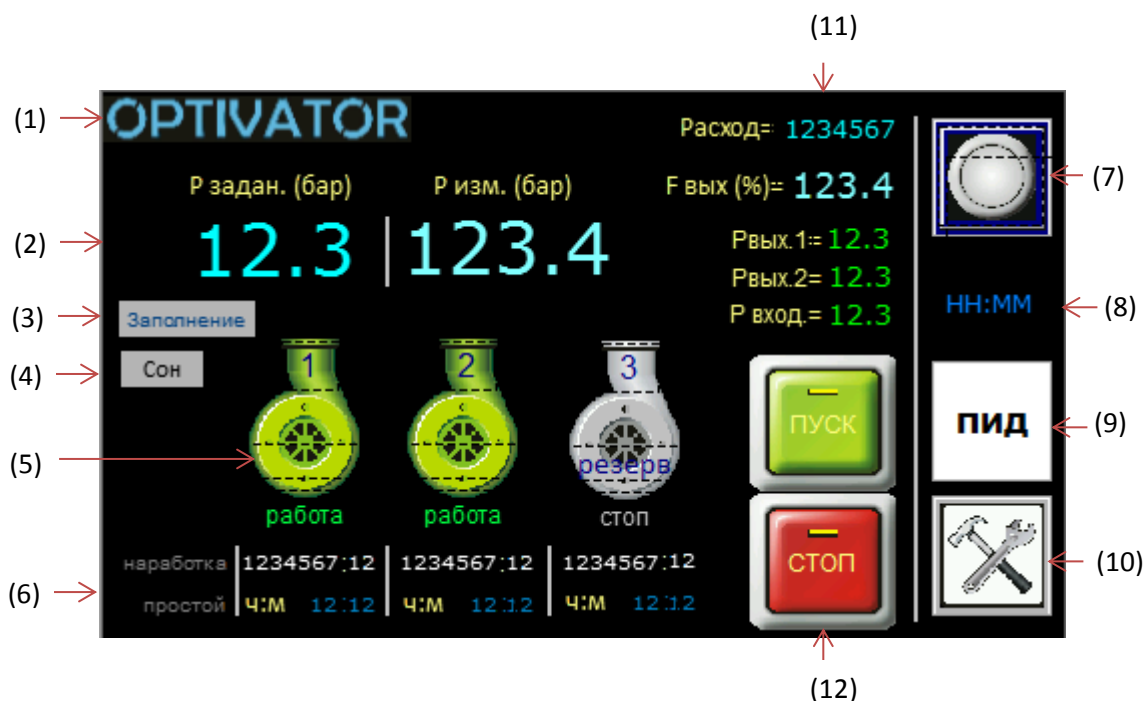 (11)
(1) OPTIVATOR
Расход= 1234567
(7)
P задан. (бар) P изм. (бар) F вых (%)= 123.4
(2) 12.3 123.4
Pвых.1= 12.3
Pвых.2= 12.3
P вход.= 12.3
HH:MM (8)
(3) Заполнение
(4) Сон
1 2 3
ПУСК
ПИД (9)
(5) резерв
работа работа стоп
СТОП
(10)
(6) наработка 1234567:12 1234567:12 1234567:12
простой ч:м 12:12 ч:м 12:12 ч:м 12:12
(12)